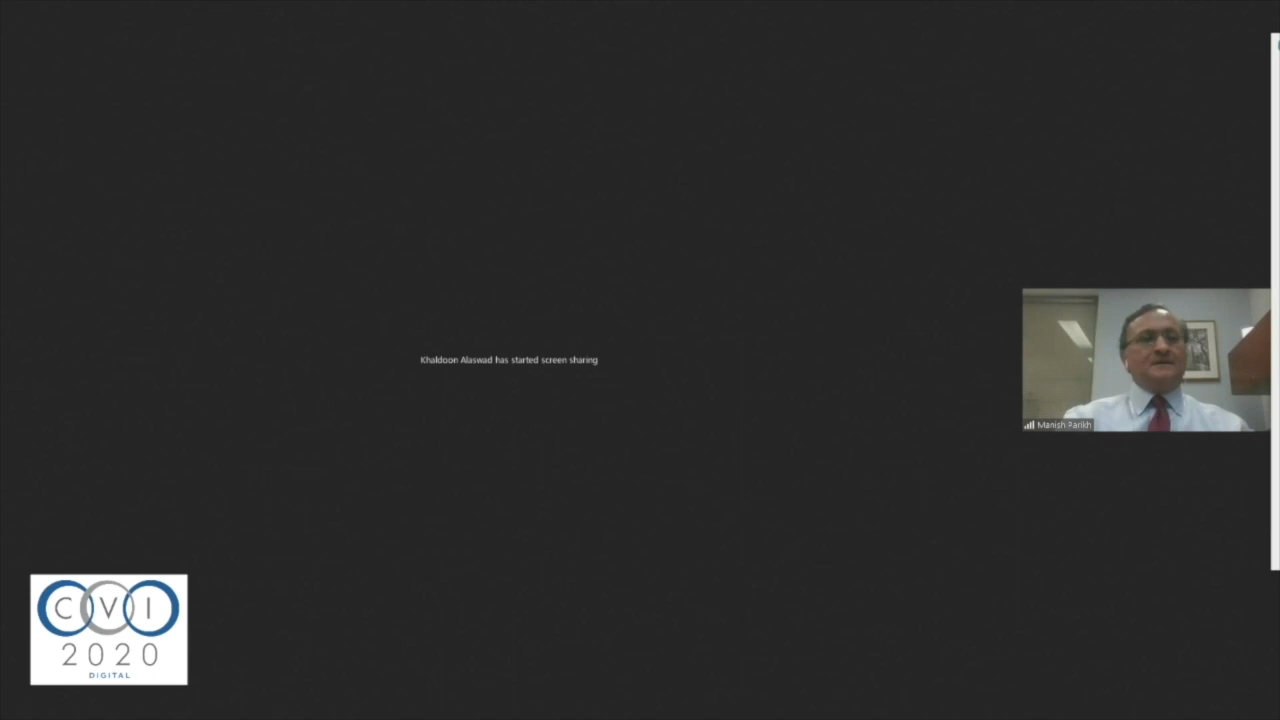 Khaldoon Alaswad has started screen sharing
Manish Parikh
CVI
2020
DIGITAL